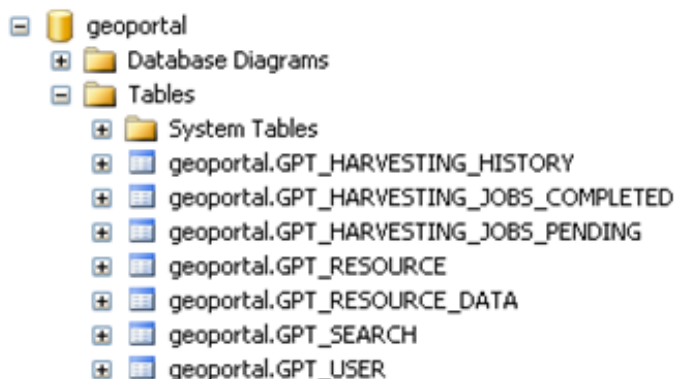 geoportal
Database Diagrams
Tables
System Tables
geoportal.GPT_HARVESTING_HISTORY
geoportal.GPT_HARVESTING_JOBS_COMPLETED
geoportal.GPT_HARVESTING_JOBS_PENDING
geoportal.GPT_RESOURCE
geoportal.GPT_RESOURCE_DATA
geoportal.GPT_SEARCH
geoportal.GPT_USER